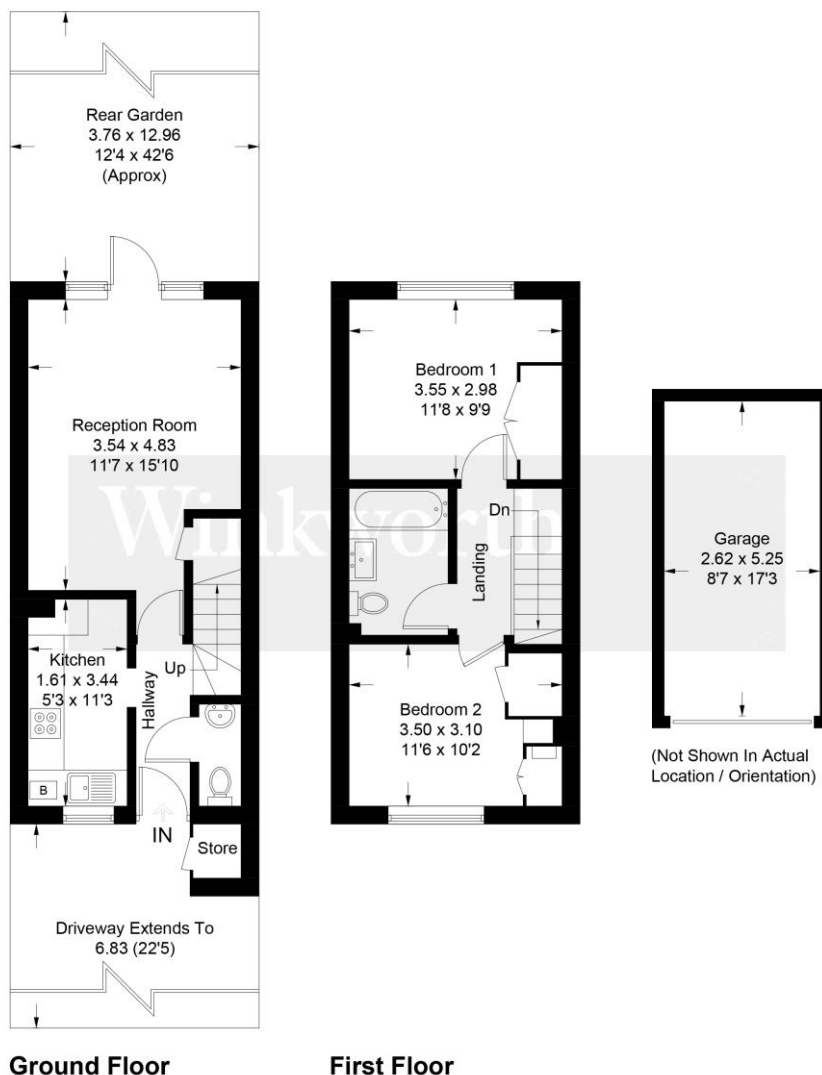 Rear Garden
3.76 x 12.96
12'4 x 42'6
(Approx)
Reception Room
3.54 x 4.83
11'7 x 15'10
Kitchen
1.61 x 3.44
5'3 x 11'3
B
Hallway
Up
IN
Store
Driveway Extends To
6.83 (22'5)
Ground Floor
Bedroom 1
3.55 x 2.98
11'8 x 9'9
Dn
Landing
Bedroom 2
3.50 x 3.10
11'6 x 10'2
First Floor
Garage
2.62 x 5.25
8'7 x 17'3
(Not Shown In Actual
Location / Orientation)
Winkworth